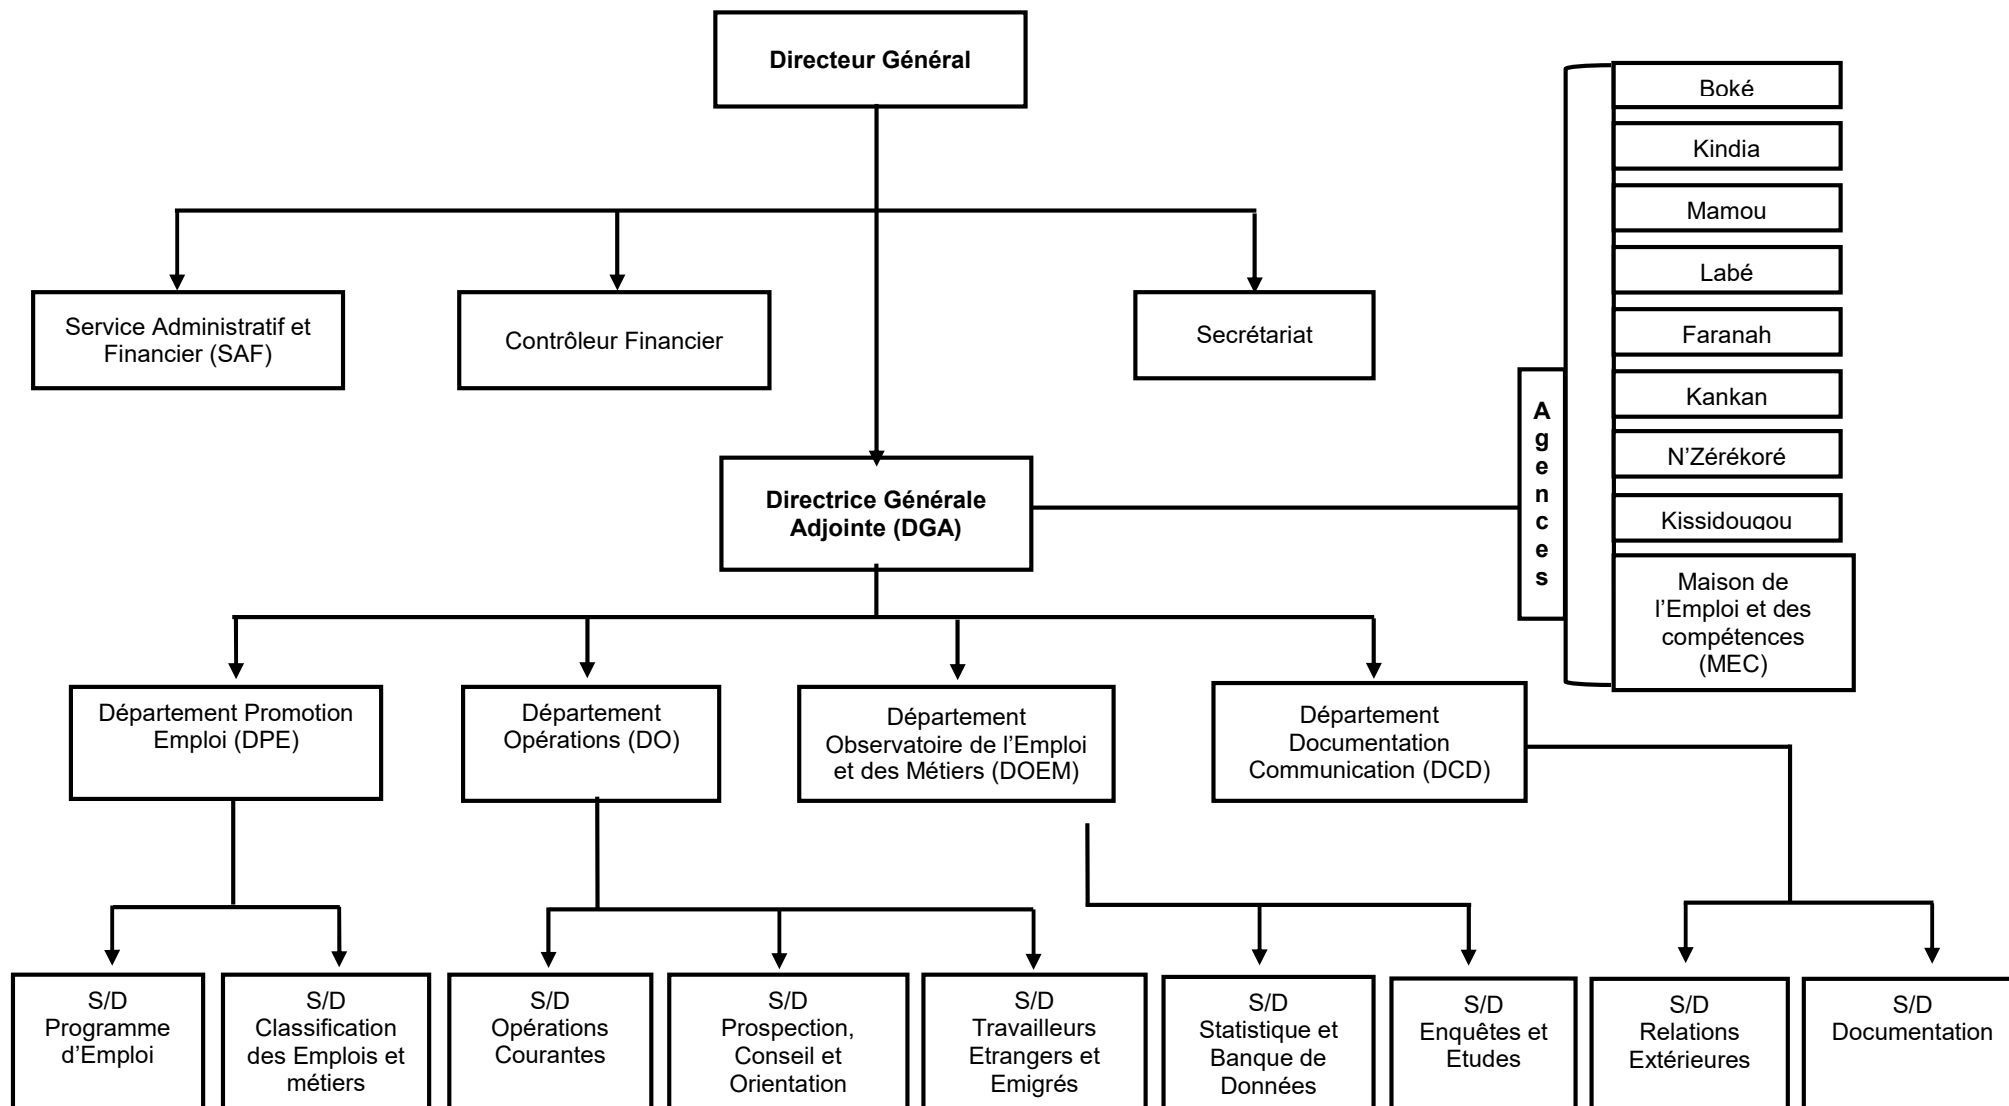 Directeur Général
Boké
Kindia
Mamou
Labé
Faranah
Kankan
N’Zérékoré
Kissidougou
Maison de
l’Emploi et des
compétences
(MEC)
Agences
Service Administratif et
Financier (SAF)
Contrôleur Financier
Secrétariat
Directrice Générale
Adjointe (DGA)
Département Promotion
Emploi (DPE)
Département
Opérations (DO)
Département
Observatoire de l’Emploi
et des Métiers (DOEM)
Département
Documentation
Communication (DCD)
S/D
Programme
d’Emploi
S/D
Classification
des Emplois et
métiers
S/D
Opérations
Courantes
S/D
Prospection,
Conseil et
Orientation
S/D
Travailleurs
Etrangers et
Emigrés
S/D
Statistique et
Banque de
Données
S/D
Enquêtes et
Etudes
S/D
Relations
Extérieures
S/D
Documentation